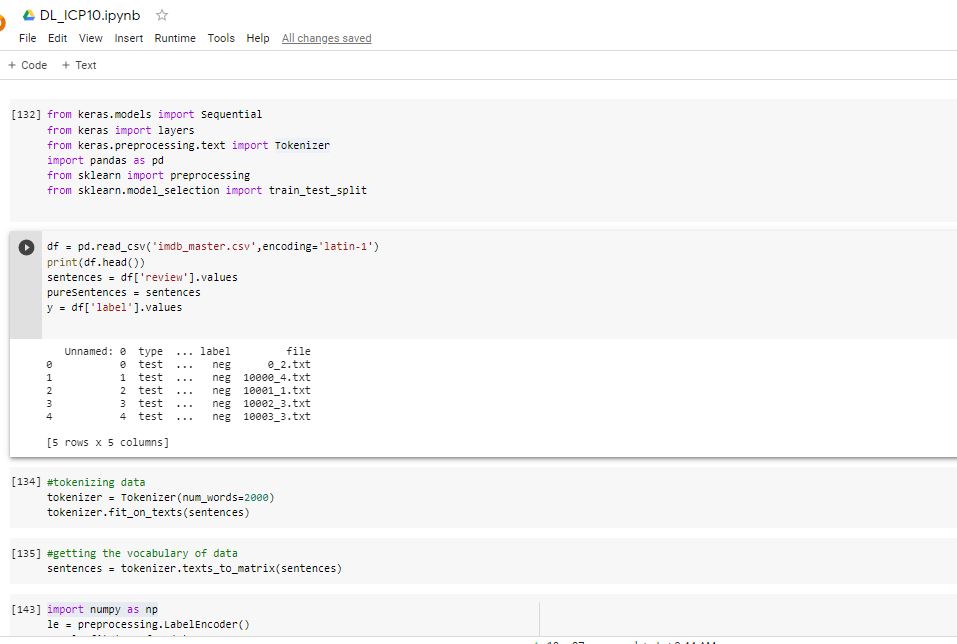 DL_ICP10.ipynb
File Edit View Insert Runtime Tools Help All changes saved
+ Code + Text
[132] from keras.models import Sequential
from keras import layers
from keras.preprocessing.text import Tokenizer
import pandas as pd
from sklearn import preprocessing
from sklearn.model_selection import train_test_split
df = pd.read_csv('imdb_master.csv',encoding='latin-1')
print(df.head())
sentences = df['review'].values
pureSentences = sentences
y = df['label'].values
Unnamed: 0 type ... label file
0 0 test ... neg 0_2.txt
1 1 test ... neg 10000_4.txt
2 2 test ... neg 10001_1.txt
3 3 test ... neg 10002_3.txt
4 4 test ... neg 10003_3.txt
[5 rows x 5 columns]
[134] #tokenizing data
tokenizer = Tokenizer(num_words=2000)
tokenizer.fit_on_texts(sentences)
[135] #getting the vocabulary of data
sentences = tokenizer.texts_to_matrix(sentences)
[143] import numpy as np
le = preprocessing.LabelEncoder()